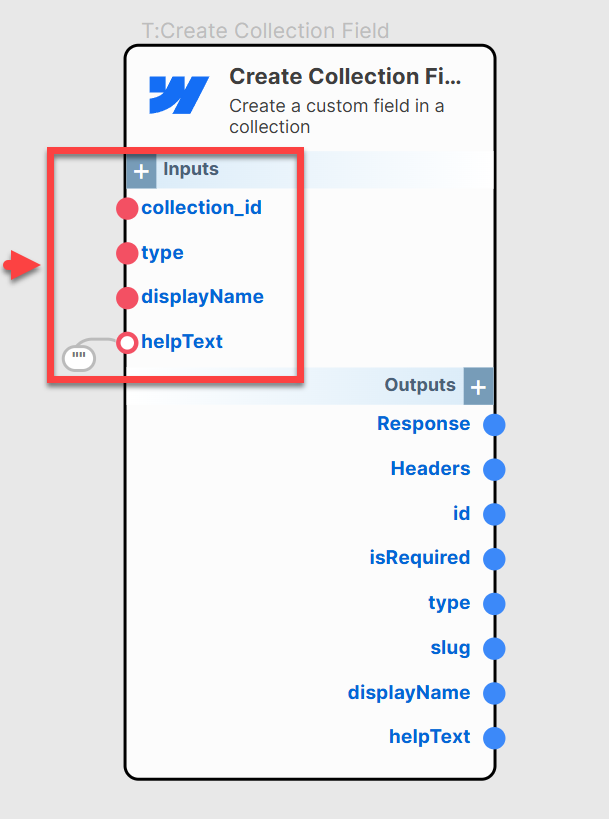 T:Create Collection Field
Create Collection Fi...
Create a custom field in a
collection
+ Inputs
collection_id
type
displayName
helpText
""
Outputs +
Response
Headers
id
isRequired
type
slug
displayName
helpText